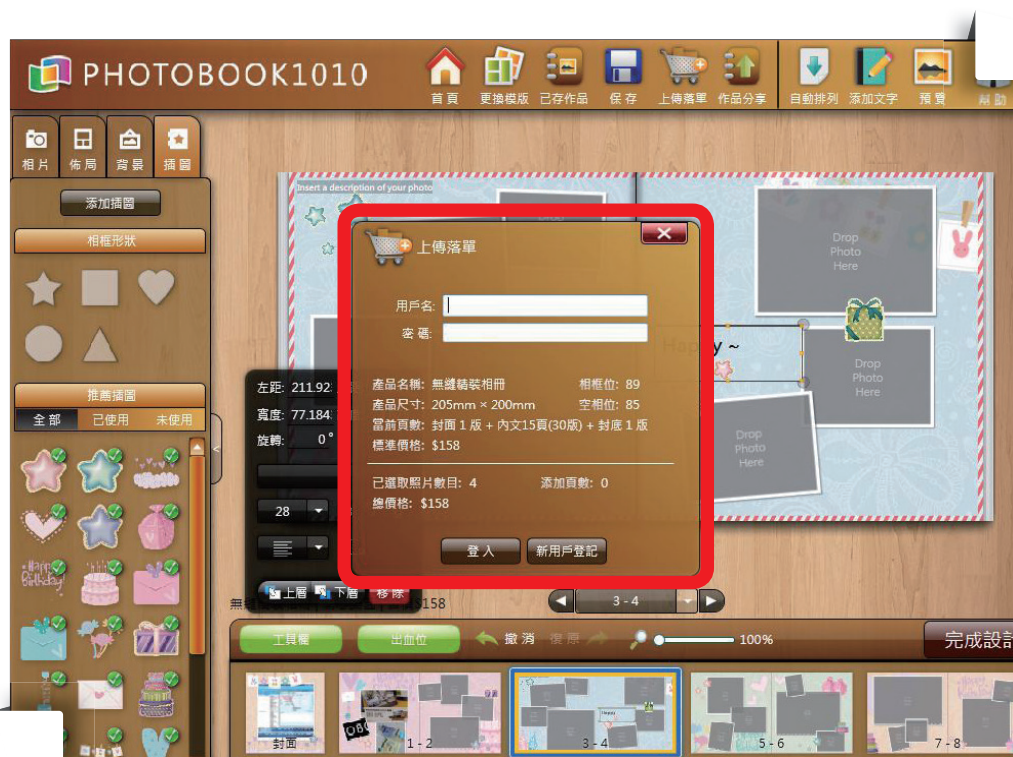 PHOTOBOOK1010
首頁 更換模版 已存作品 保存 上傳落單 作品分享 自動排列 添加文字 預覽 幫助
相片 佈局 背景 插圖
添加插圖
相框形狀
推薦插圖
全部 已使用 未使用
Happy
Birthday
Insert a description of your photo
Drop
Photo
Here
Happy ~
Drop
Photo
Here
Drop
Photo
Here
左距: 211.92
寬度: 77.184
旋轉: 0°
28
上層 下層 移除
上傳落單
用戶名:
密碼:
產品名稱: 無縫精裝相冊 相框位: 89
產品尺寸: 205mm × 200mm 空相位: 85
當前頁數: 封面 1 版 + 內文15頁(30版) + 封底 1 版
標準價格: $158
已選取照片數目: 4 添加頁數: 0
總價格: $158
登入 新用戶登記
$158
3 - 4
工具欄 出血位 撤消 復原 100% 完成設計
封面 1 - 2 3 - 4 5 - 6 7 - 8